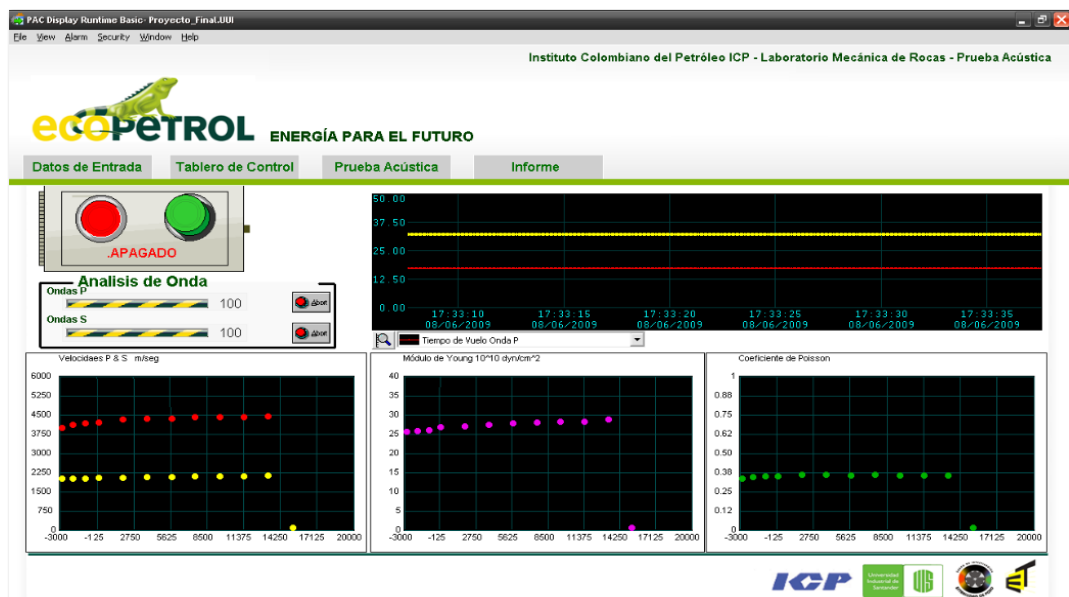 PAC Display Runtime Basic- Proyecto_Final.UUI
File View Alarm Security Window Help
Instituto Colombiano del Petróleo ICP - Laboratorio Mecánica de Rocas - Prueba Acústica
ecoPeTROL ENERGÍA PARA EL FUTURO
Datos de Entrada Tablero de Control Prueba Acústica Informe
.APAGADO
Analisis de Onda
Ondas P
100 Abort
Ondas S
100 Abort
50.00
37.50
25.00
12.50
0.00
17:33:10 17:33:15 17:33:20 17:33:25 17:33:30 17:33:35
08/06/2009 08/06/2009 08/06/2009 08/06/2009 08/06/2009 08/06/2009
Tiempo de Vuelo Onda P
Velocidaes P & S m/seg
6000
5250
4500
3750
3000
2250
1500
750
0
-3000 -125 2750 5625 8500 11375 14250 17125 20000
Módulo de Young 10^10 dyn/cm^2
40
35
30
25
20
15
10
5
0
-3000 -125 2750 5625 8500 11375 14250 17125 20000
Coeficiente de Poisson
1
0.88
0.75
0.62
0.50
0.38
0.25
0.12
0
-3000 -125 2750 5625 8500 11375 14250 17125 20000
ICP
Universidad
Industrial de
Santander
UIS
ET